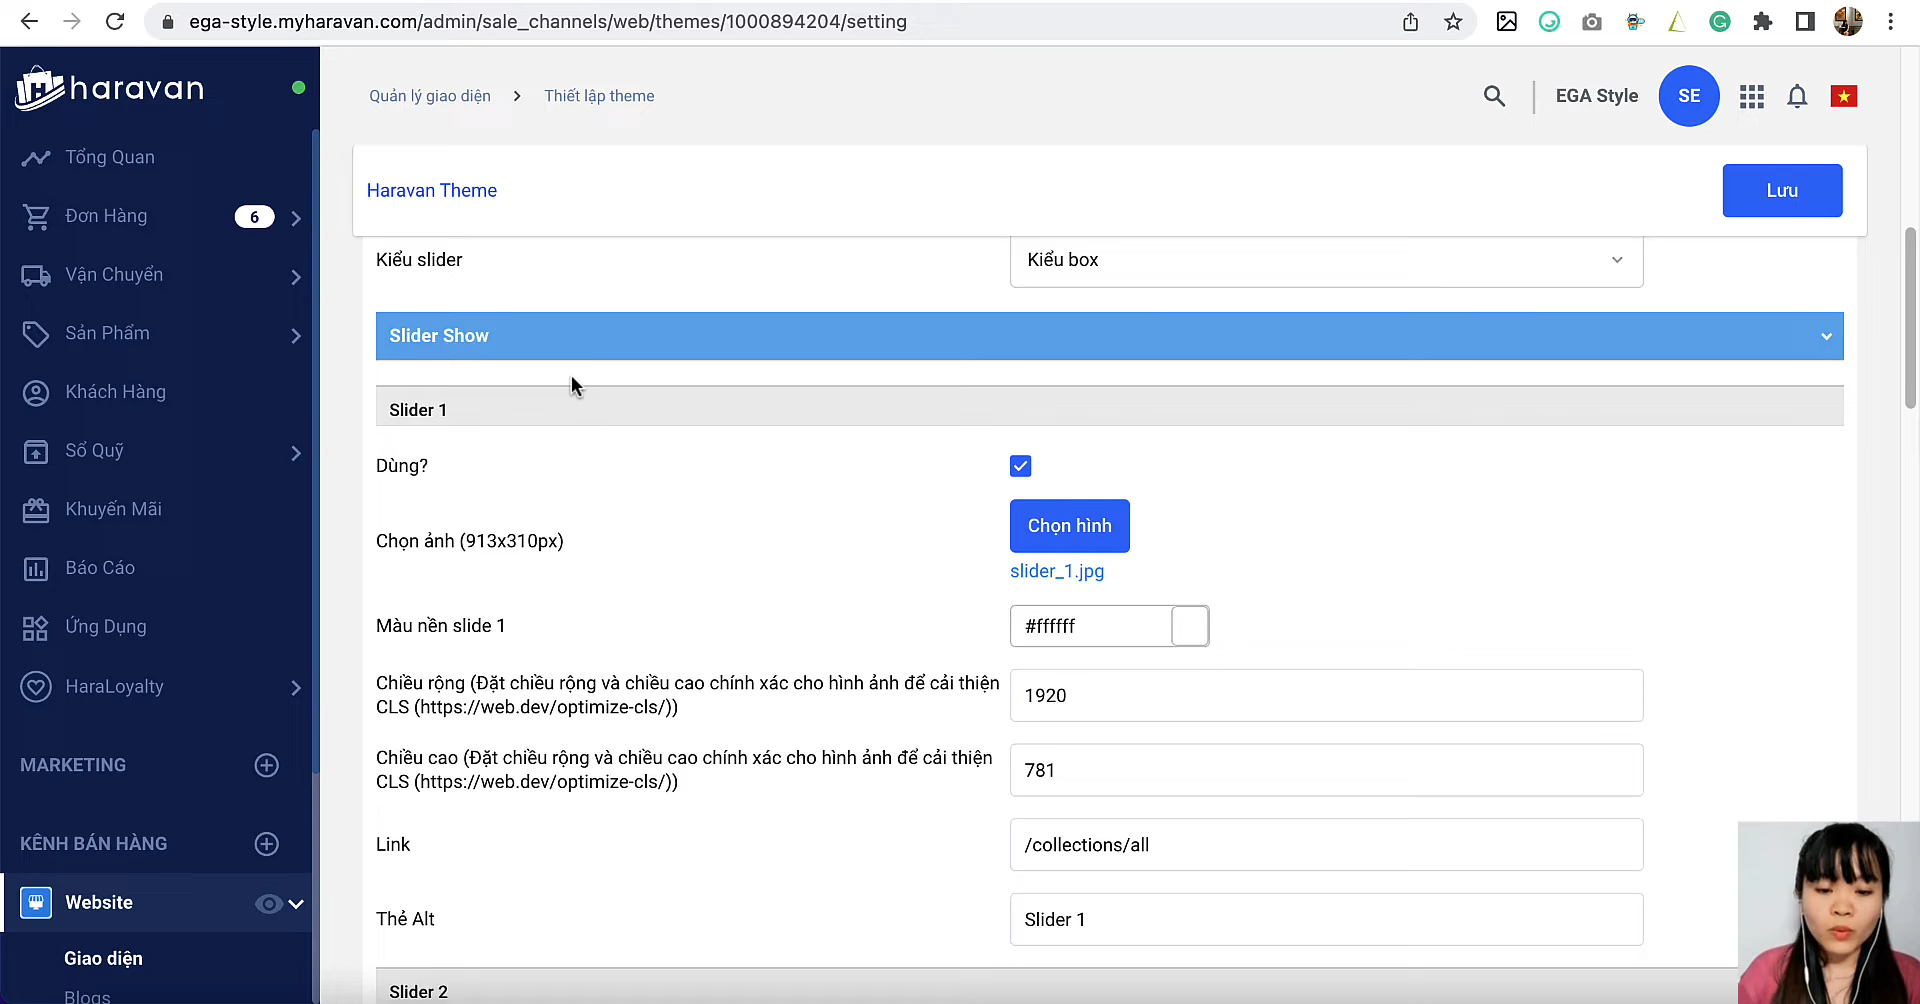 ega-style.myharavan.com/admin/sale_channels/web/themes/1000894204/setting
haravan
Quản lý giao diện > Thiết lập theme
EGA Style
SE
Tổng Quan
Đơn Hàng 6
Vận Chuyển
Sản Phẩm
Khách Hàng
Sổ Quỹ
Khuyến Mãi
Báo Cáo
Ứng Dụng
HaraLoyalty
MARKETING
KÊNH BÁN HÀNG
Website
Giao diện
Blogs
Haravan Theme
Lưu
Kiểu slider
Kiểu box
Slider Show
Slider 1
Dùng?
Chọn ảnh (913x310px)
Chọn hình
slider_1.jpg
Màu nền slide 1
#ffffff
Chiều rộng (Đặt chiều rộng và chiều cao chính xác cho hình ảnh để cải thiện
CLS (https://web.dev/optimize-cls/))
1920
Chiều cao (Đặt chiều rộng và chiều cao chính xác cho hình ảnh để cải thiện
CLS (https://web.dev/optimize-cls/))
781
Link
/collections/all
Thẻ Alt
Slider 1
Slider 2